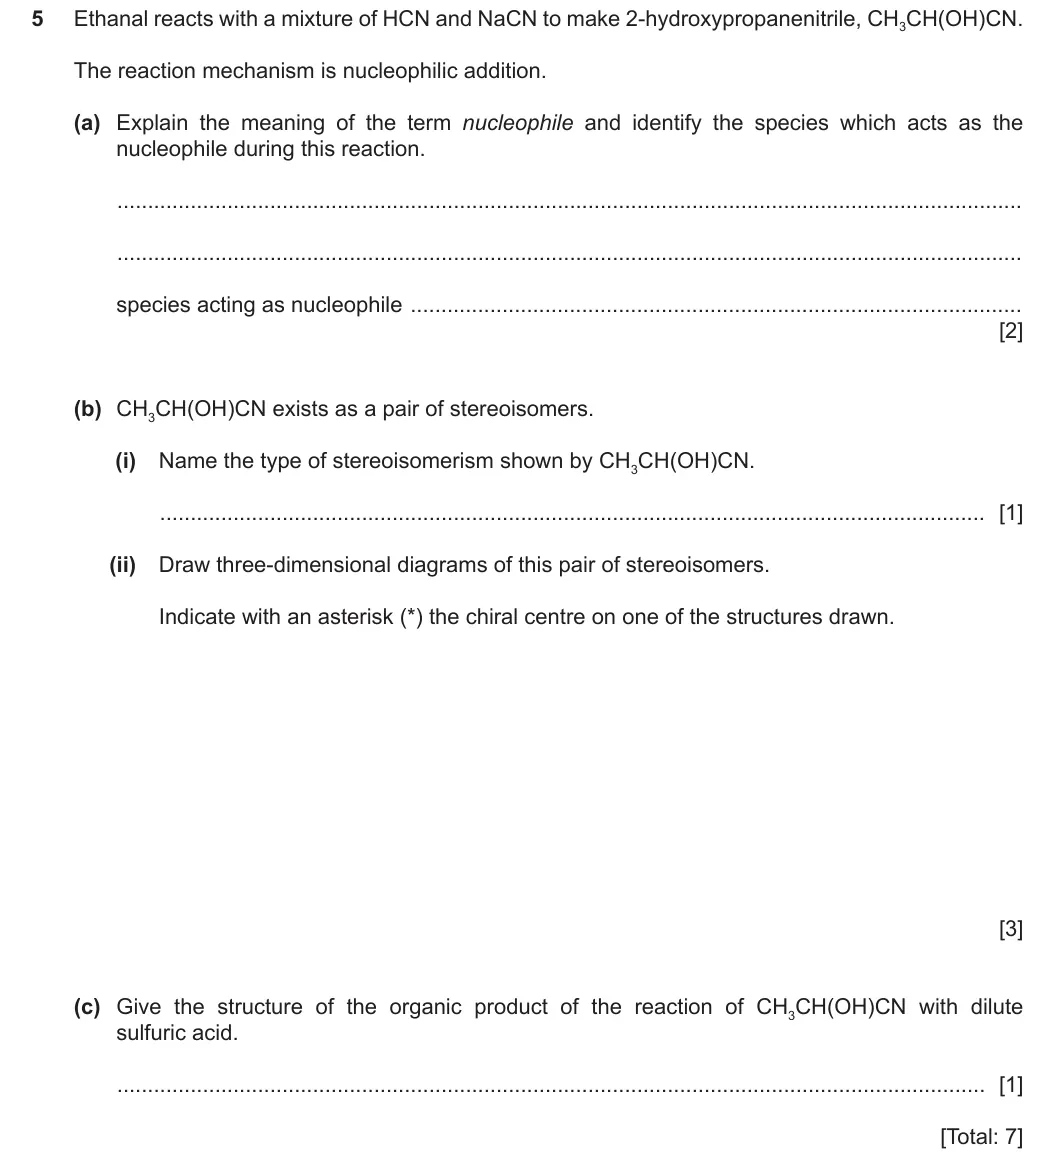 5 Ethanal reacts with a mixture of HCN and NaCN to make 2-hydroxypropanenitrile, CH₃CH(OH)CN.
The reaction mechanism is nucleophilic addition.
(a) Explain the meaning of the term nucleophile and identify the species which acts as the
nucleophile during this reaction.
species acting as nucleophile
[2]
(b) CH₃CH(OH)CN exists as a pair of stereoisomers.
(i) Name the type of stereoisomerism shown by CH₃CH(OH)CN.
[1]
(ii) Draw three-dimensional diagrams of this pair of stereoisomers.
Indicate with an asterisk (*) the chiral centre on one of the structures drawn.
[3]
(c) Give the structure of the organic product of the reaction of CH₃CH(OH)CN with dilute
sulfuric acid.
[1]
[Total: 7]